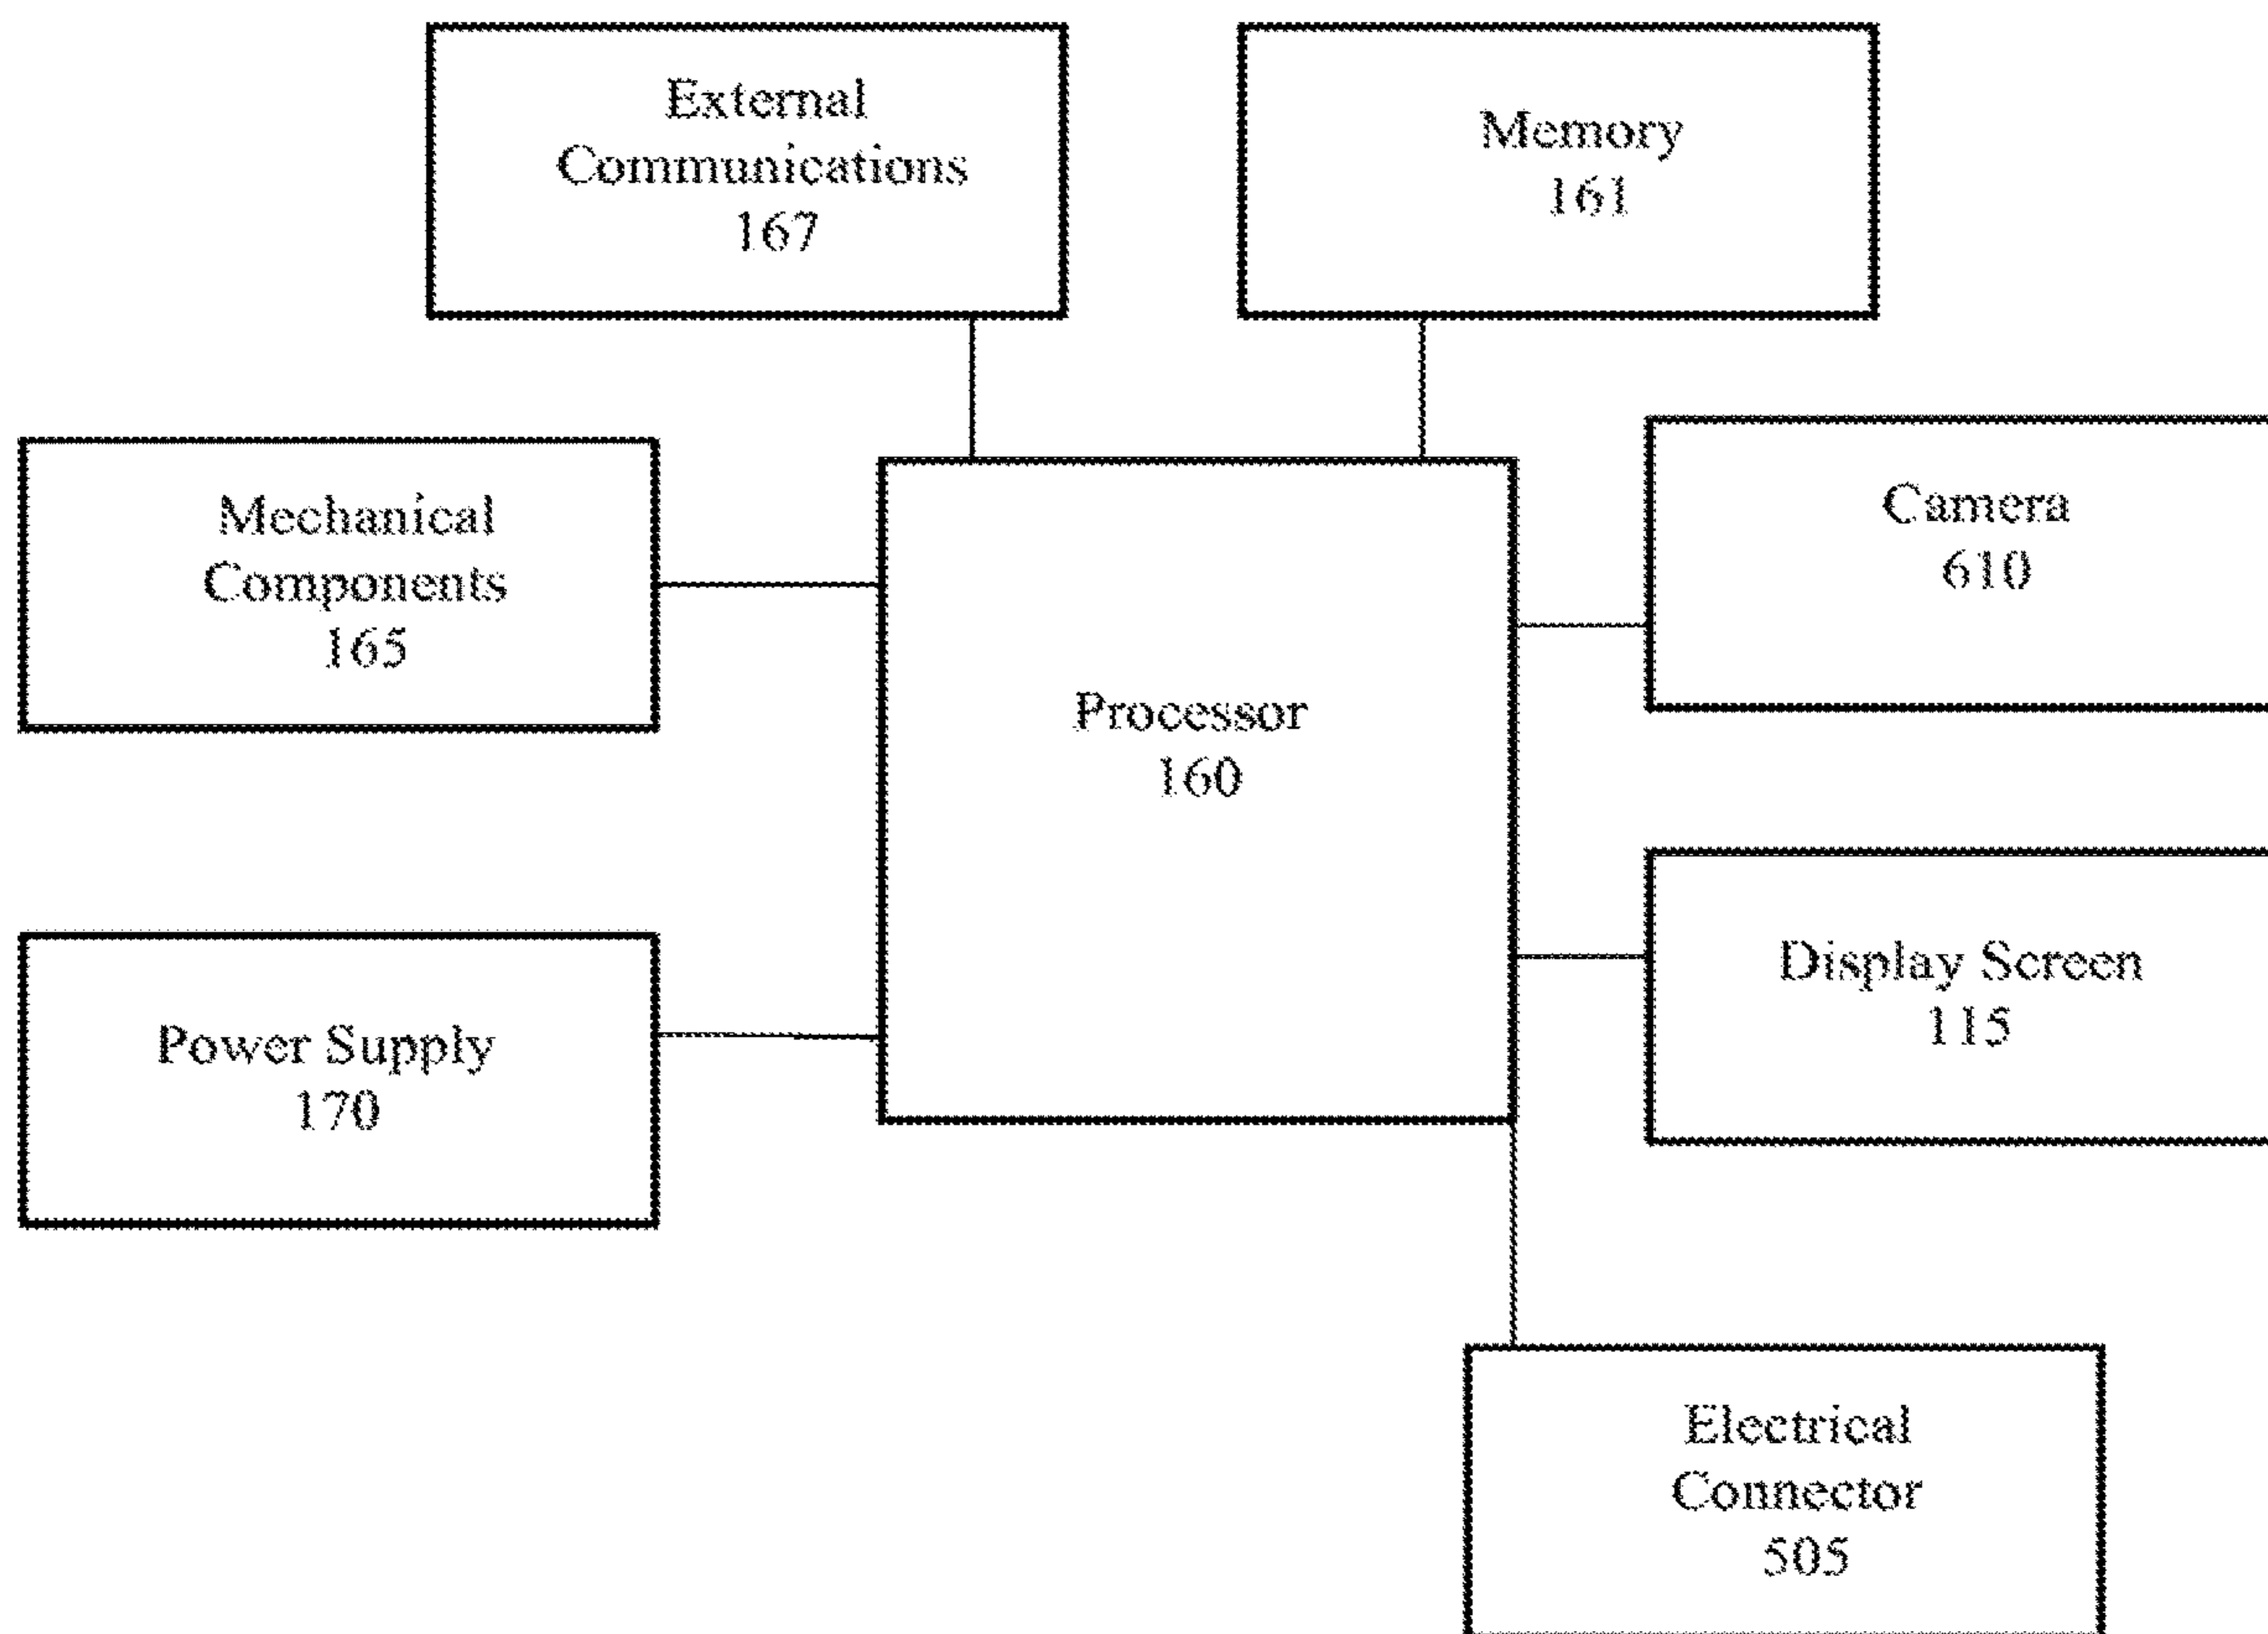 External
Communications
167
Memory
161
Mechanical
Components
165
Camera
610
Processor
160
Display Screen
115
Power Supply
170
Electrical
Connector
505